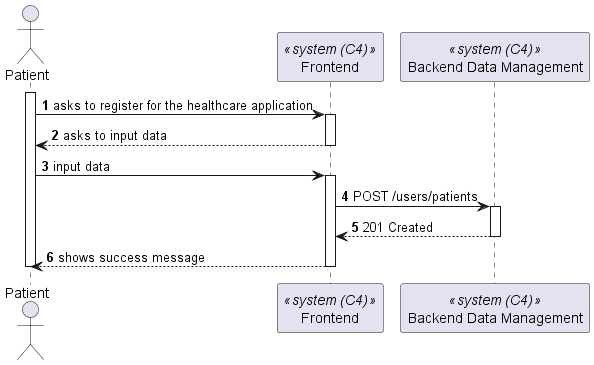 Patient
«system (C4)»
Frontend
«system (C4)»
Backend Data Management
1 asks to register for the healthcare application
2 asks to input data
3 input data
4 POST /users/patients
5 201 Created
6 shows success message
Patient
«system (C4)»
Frontend
«system (C4)»
Backend Data Management